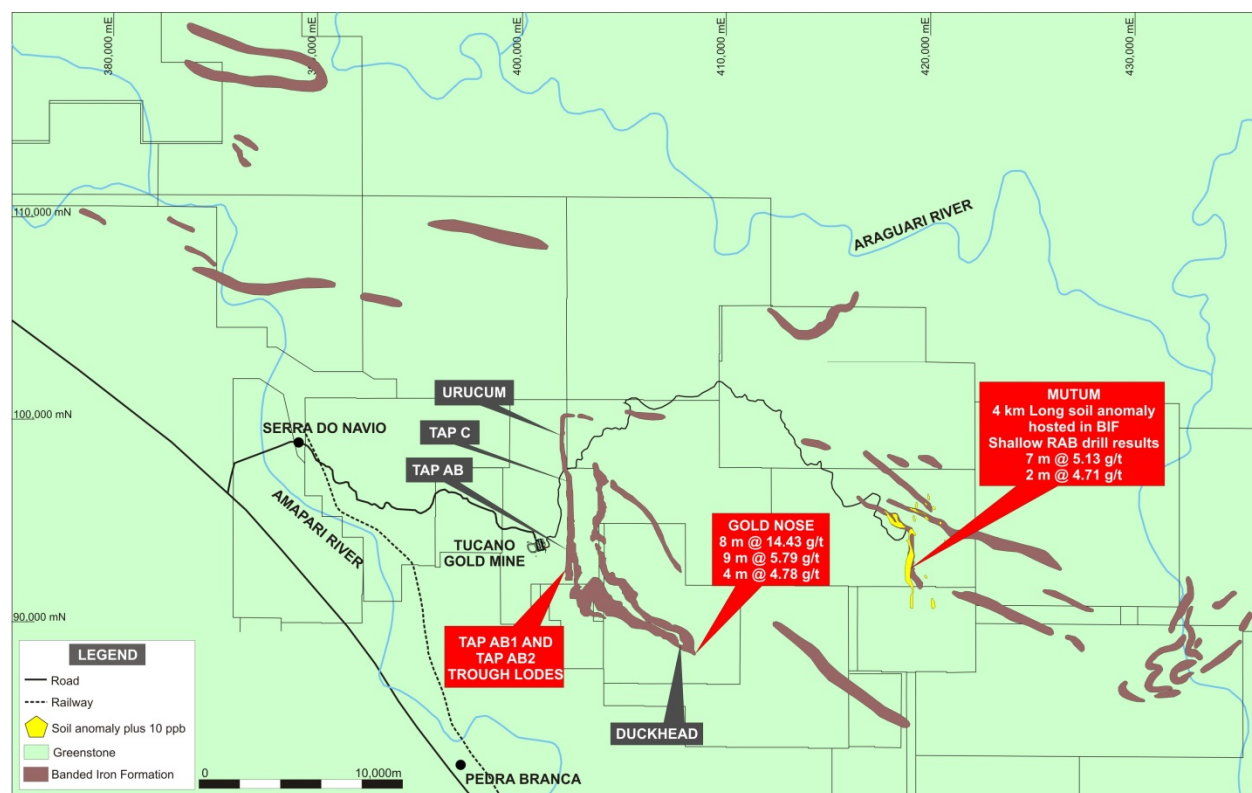 380,000 mE
390,000 mE
400,000 mE
410,000 mE
420,000 mE
430,000 mE
110,000 mN
ARAGUARI RIVER
URUCUM
100,000 mN
SERRA DO NAVIO
TAP C
TAP AB
MUTUM
4 km Long soil anomaly
hosted in BIF
Shallow RAB drill results
7 m @ 5.13 g/t
2 m @ 4.71 g/t
AMAPARI RIVER
TUCANO
GOLD MINE
GOLD NOSE
8 m @ 14.43 g/t
9 m @ 5.79 g/t
4 m @ 4.78 g/t
90,000 mN
TAP AB1 AND
TAP AB2
TROUGH LODES
DUCKHEAD
LEGEND
Road
Railway
Soil anomaly plus 10 ppb
Greenstone
Banded Iron Formation
0
10,000m
PEDRA BRANCA